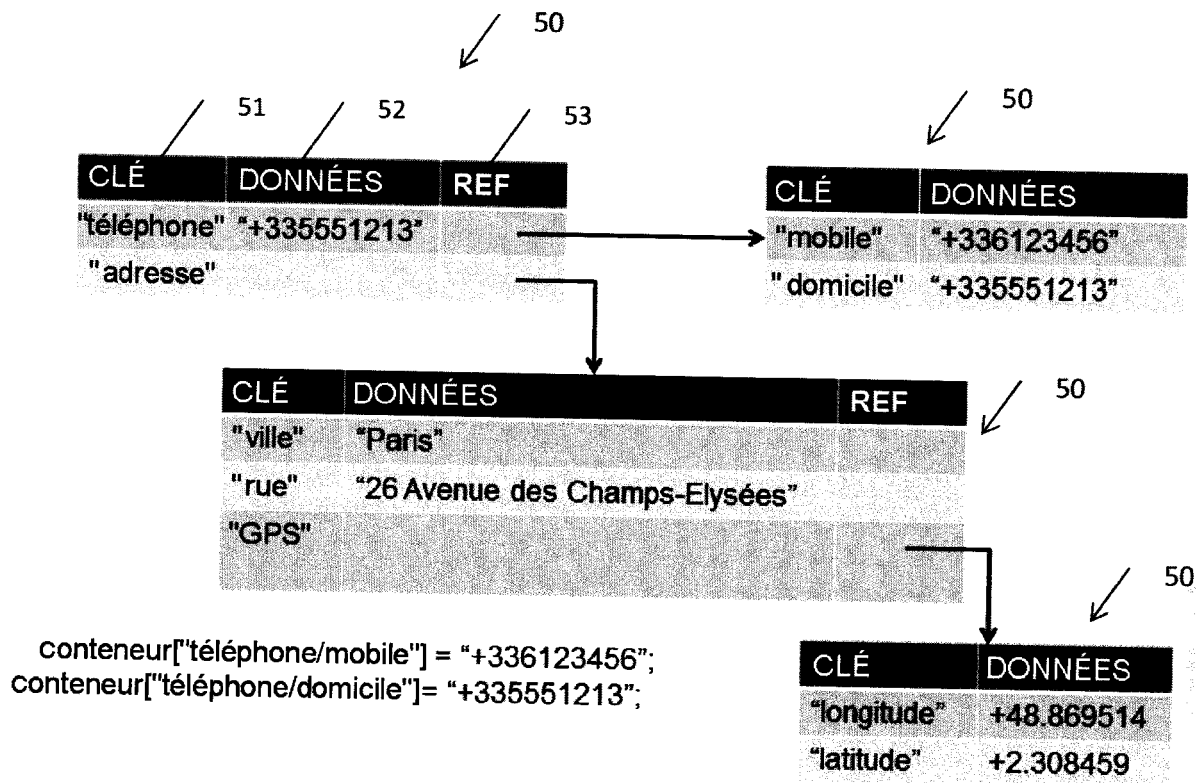 50
51 52 53
50
CLÉ DONNÉES REF
"téléphone" "+335551213"
"adresse"
CLÉ DONNÉES
"mobile" "+336123456"
"domicile" "+335551213"
CLÉ DONNÉES REF
50
"ville" "Paris"
"rue" "26 Avenue des Champs-Elysées"
"GPS"
50
conteneur["téléphone/mobile"] = "+336123456";
conteneur["téléphone/domicile"]= "+335551213";
CLÉ DONNÉES
"longitude" +48.869514
"latitude" +2.308459